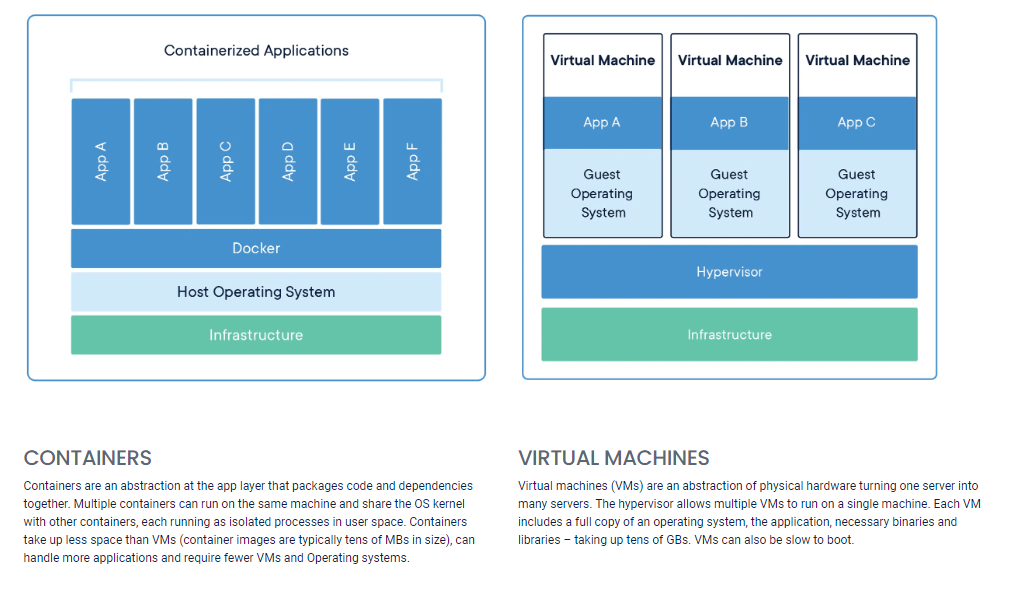 Containerized Applications
App A
App B
App C
App D
App E
App F
Docker
Host Operating System
Infrastructure
Virtual Machine
App A
Guest
Operating
System
Virtual Machine
App B
Guest
Operating
System
Virtual Machine
App C
Guest
Operating
System
Hypervisor
Infrastructure
CONTAINERS
Containers are an abstraction at the app layer that packages code and dependencies
together. Multiple containers can run on the same machine and share the OS kernel
with other containers, each running as isolated processes in user space. Containers
take up less space than VMs (container images are typically tens of MBs in size), can
handle more applications and require fewer VMs and Operating systems.
VIRTUAL MACHINES
Virtual machines (VMs) are an abstraction of physical hardware turning one server into
many servers. The hypervisor allows multiple VMs to run on a single machine. Each VM
includes a full copy of an operating system, the application, necessary binaries and
libraries – taking up tens of GBs. VMs can also be slow to boot.